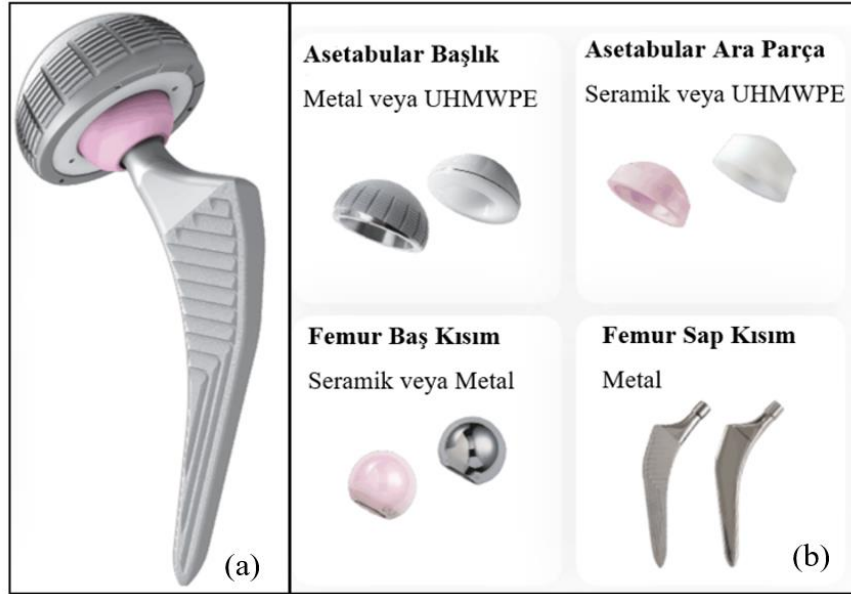 Asetabular Başlık
Metal veya UHMWPE
Asetabular Ara Parça
Seramik veya UHMWPE
Femur Baş Kısım
Seramik veya Metal
Femur Sap Kısım
Metal
(a)
(b)